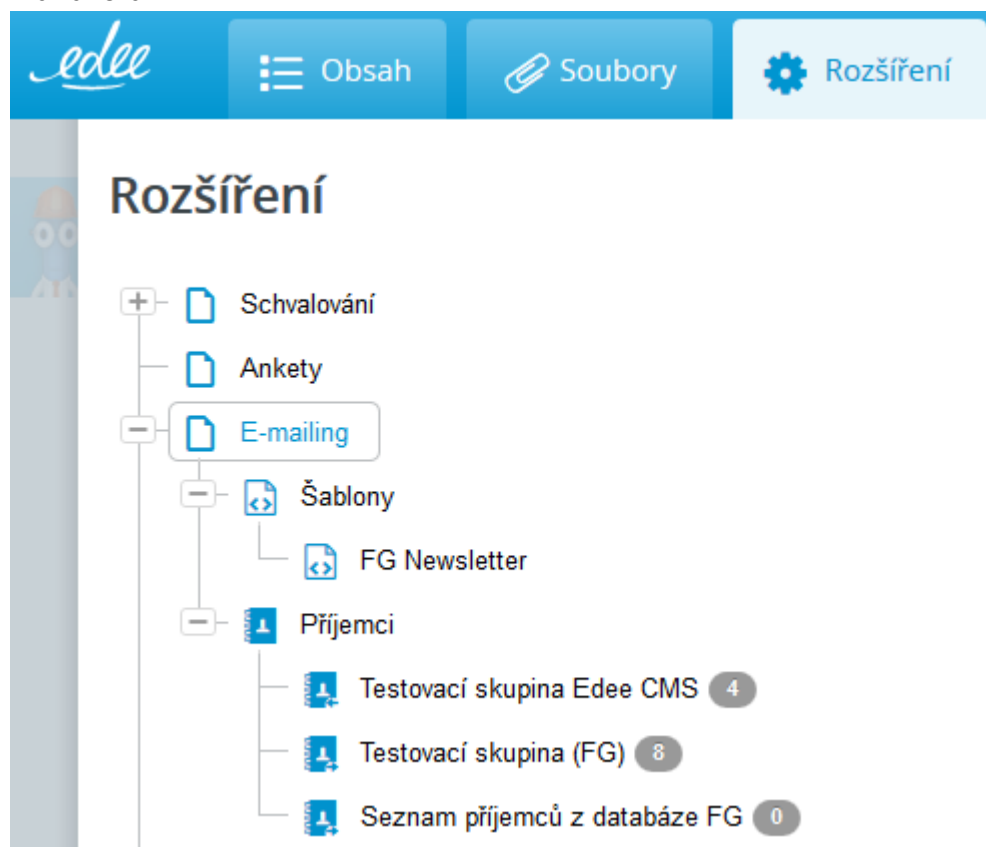 edee
Obsah
Soubory
Rozšíření
Rozšíření
Schvalování
Ankety
E-mailing
Šablony
FG Newsletter
Příjemci
Testovací skupina Edee CMS 4
Testovací skupina (FG) 8
Seznam příjemců z databáze FG 0